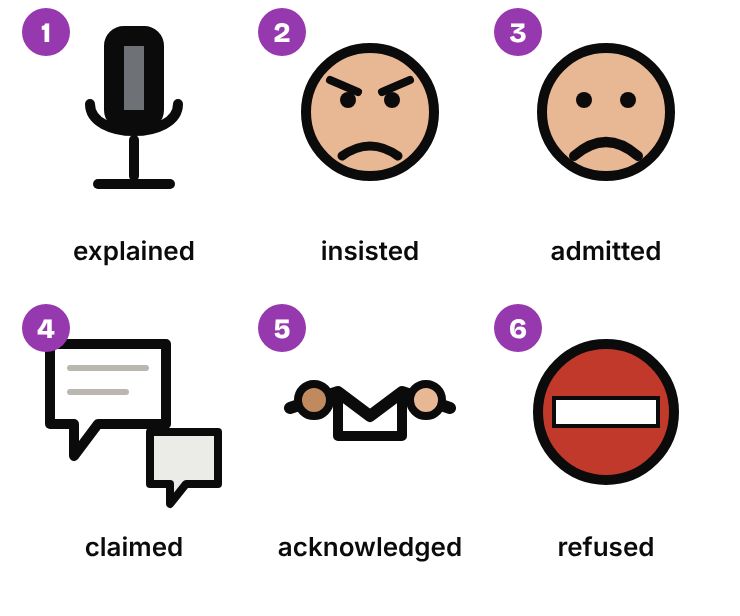 1 2 3
explained insisted admitted
4 5 6
claimed acknowledged refused